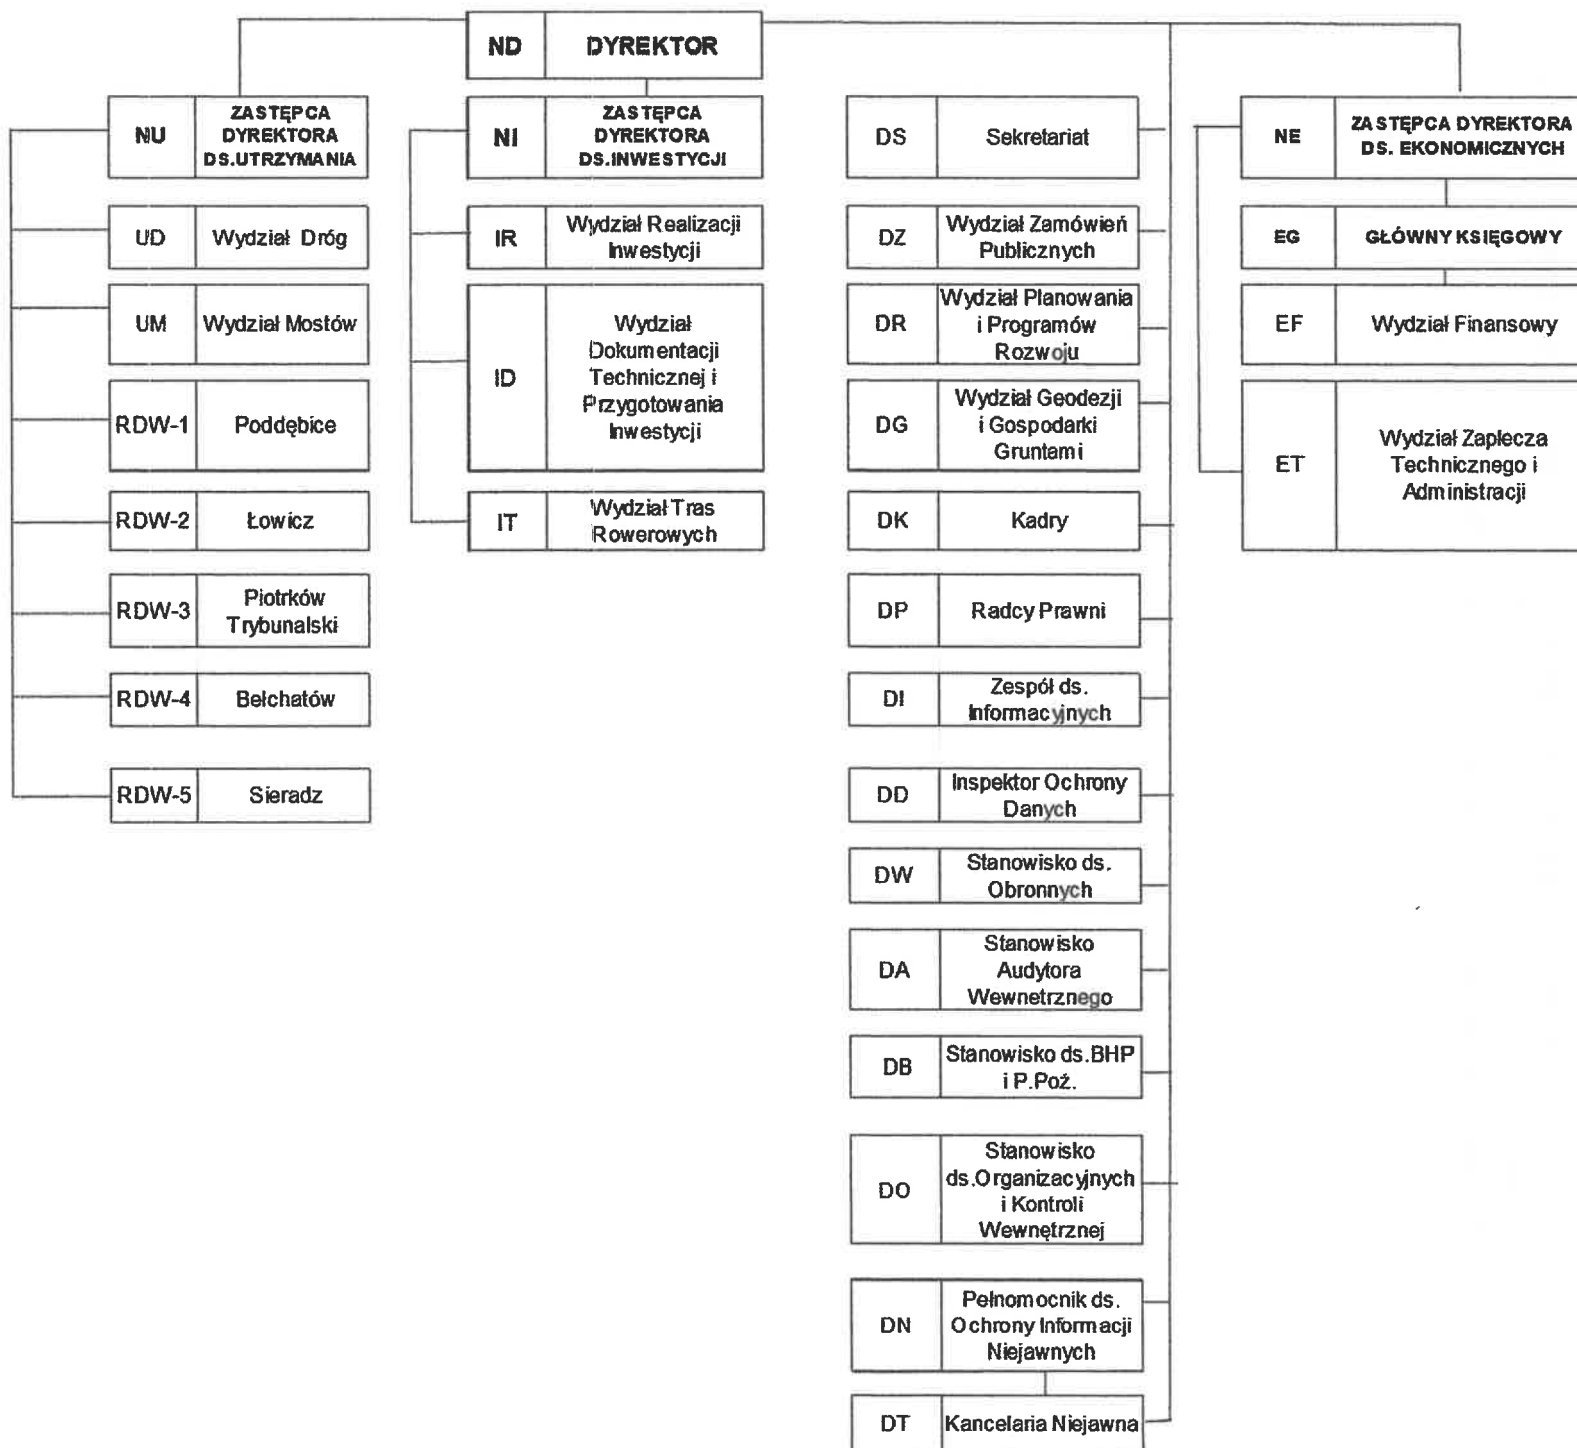 ND DYREKTOR
NU
ZASTĘPCA
DYREKTORA
DS.UTRZYMANIA
UD Wydział Dróg
UM Wydział Mostów
RDW-1 Poddębice
RDW-2 Łowicz
RDW-3
Piotrków
Trybunalski
RDW-4 Bełchatów
RDW-5 Sieradz
NI
ZASTĘPCA
DYREKTORA
DS.INWESTYCJI
IR
Wydział Realizacji
Inwestycji
ID
Wydział
Dokumentacji
Technicznej i
Przygotowania
Inwestycji
IT
Wydział Tras
Rowerowych
DS Sekretariat
DZ
Wydział Zamówień
Publicznych
DR
Wydział Planowania
i Programów
Rozwoju
DG
Wydział Geodezji
i Gospodarki
Gruntami
DK Kadry
DP Radcy Prawni
DI
Zespół ds.
Informacyjnych
DD
Inspektor Ochrony
Danych
DW
Stanowisko ds.
Obronnych
DA
Stanowisko
Audytora
Wewnetrznego
DB
Stanowisko ds.BHP
i P.Poż.
DO
Stanowisko
ds.Organizacyjnych
i Kontroli
Wewnętrznej
DN
Pełnomocnik ds.
Ochrony Informacji
Niejawnych
DT Kancelaria Niejawna
NE
ZASTĘPCA DYREKTORA
DS. EKONOMICZNYCH
EG GŁÓWNY KSIĘGOWY
EF Wydział Finansowy
ET
Wydział Zaplecza
Technicznego i
Administracji